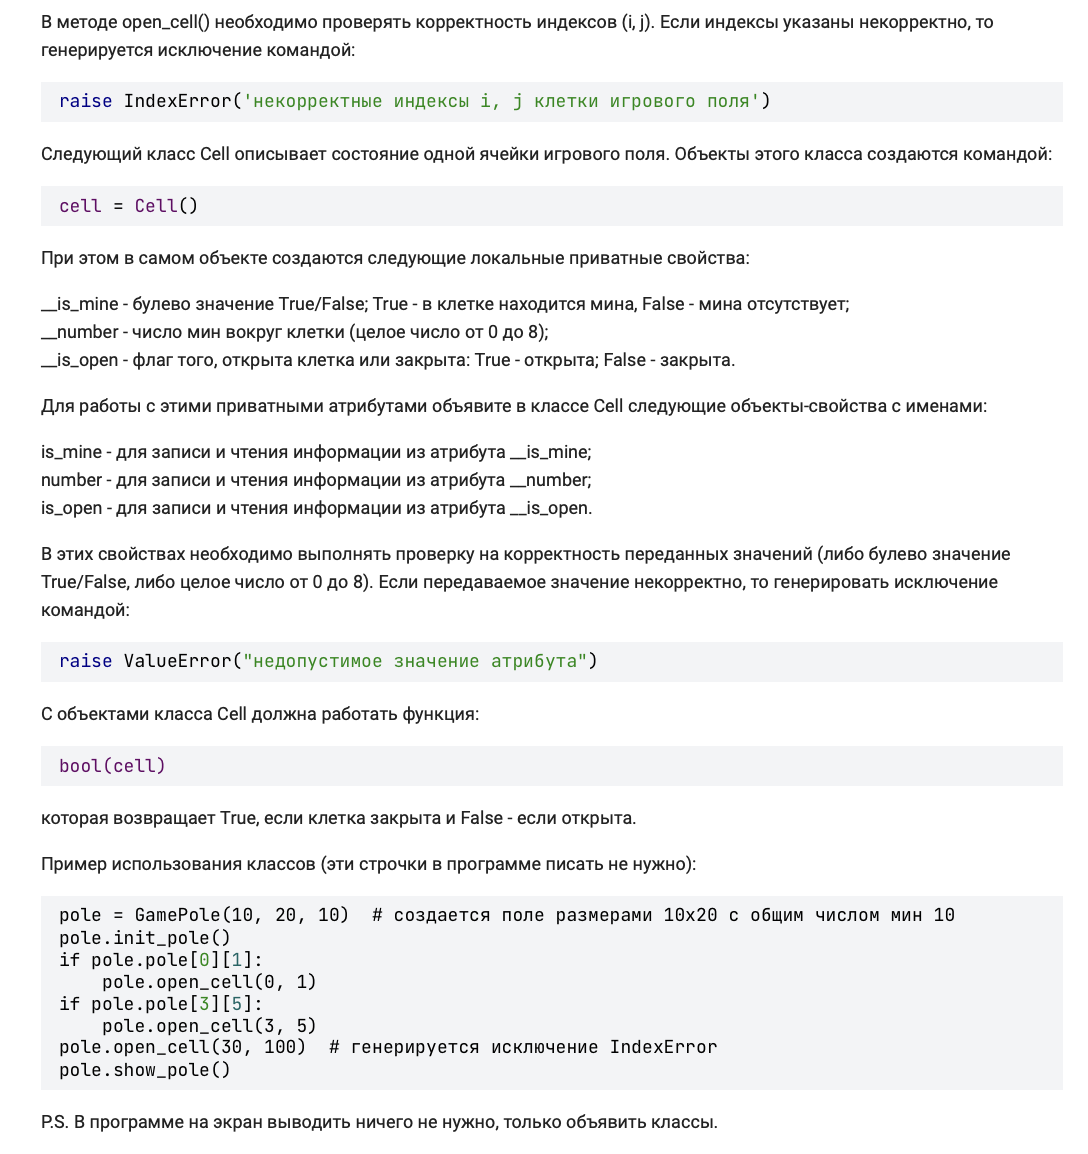 В методе open_cell() необходимо проверять корректность индексов (i, j). Если индексы указаны некорректно, то
генерируется исключение командой:
raise IndexError('некорректные индексы i, j клетки игрового поля')
Следующий класс Cell описывает состояние одной ячейки игрового поля. Объекты этого класса создаются командой:
cell = Cell()
При этом в самом объекте создаются следующие локальные приватные свойства:
__is_mine - булево значение True/False; True - в клетке находится мина, False - мина отсутствует;
__number - число мин вокруг клетки (целое число от 0 до 8);
__is_open - флаг того, открыта клетка или закрыта: True - открыта; False - закрыта.
Для работы с этими приватными атрибутами объявите в классе Cell следующие объекты-свойства с именами:
is_mine - для записи и чтения информации из атрибута __is_mine;
number - для записи и чтения информации из атрибута __number;
is_open - для записи и чтения информации из атрибута __is_open.
В этих свойствах необходимо выполнять проверку на корректность переданных значений (либо булево значение
True/False, либо целое число от 0 до 8). Если передаваемое значение некорректно, то генерировать исключение
командой:
raise ValueError("недопустимое значение атрибута")
С объектами класса Cell должна работать функция:
bool(cell)
которая возвращает True, если клетка закрыта и False - если открыта.
Пример использования классов (эти строчки в программе писать не нужно):
pole = GamePole(10, 20, 10)  # создается поле размерами 10x20 с общим числом мин 10
pole.init_pole()
if pole.pole[0][1]:
    pole.open_cell(0, 1)
if pole.pole[3][5]:
    pole.open_cell(3, 5)
pole.open_cell(30, 100)  # генерируется исключение IndexError
pole.show_pole()
P.S. В программе на экран выводить ничего не нужно, только объявить классы.